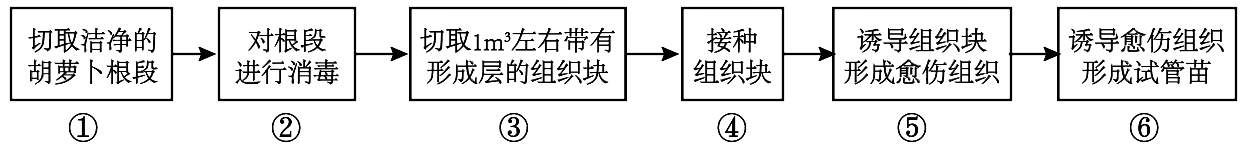 切取洁净的
胡萝卜根段
对根段
进行消毒
切取1m³左右带有
形成层的组织块
接种
组织块
诱导组织块
形成愈伤组织
诱导愈伤组织
形成试管苗
①
②
③
④
⑤
⑥